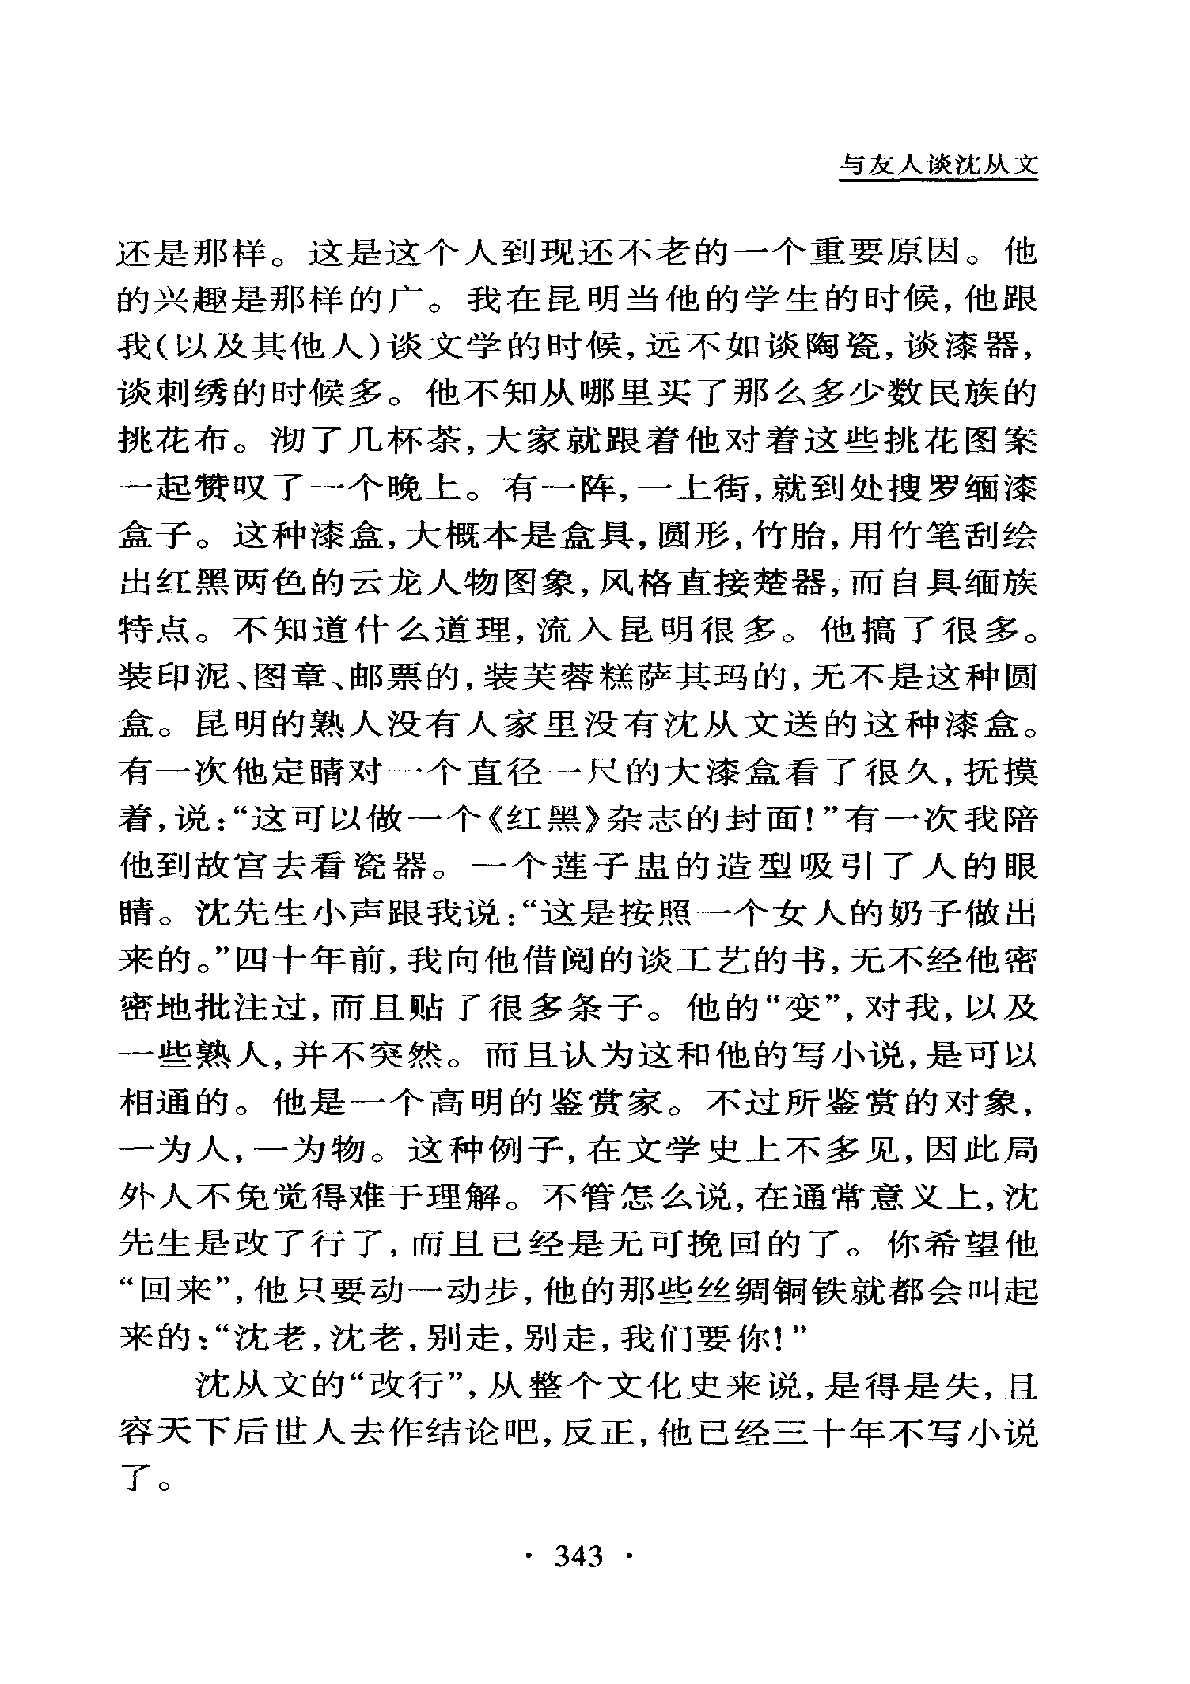 与友人谈沈从文
还是那样。这是这个人到现还不老的一个重要原因。他
的兴趣是那样的广。我在昆明当他的学生的时候,他跟
我(以及其他人)谈文学的时候,远不如谈陶瓷,谈漆器,
谈刺绣的时候多。他不知从哪里买了那么多少数民族的
挑花布。沏了几杯茶,大家就跟着他对着这些挑花图案
一起赞叹了一个晚上。有一阵,一上街,就到处搜罗缅漆
盒子。这种漆盒,大概本是奁具,圆形,竹胎,用竹笔刮绘
出红黑两色的云龙人物图象,风格直接楚器,而自具缅族
特点。不知道什么道理,流入昆明很多。他搞了很多。
装印泥、图章、邮票的,装芙蓉糕萨其玛的,无不是这种圆
盒。昆明的熟人没有人家里没有沈从文送的这种漆盒。
有一次他定睛对一个直径一尺的大漆盒看了很久,抚摸
着,说:“这可以做一个《红黑》杂志的封面!”有一次我陪
他到故宫去看瓷器。一个莲子盅的造型吸引了人的眼
睛。沈先生小声跟我说:“这是按照一个女人的奶子做出
来的。”四十年前,我向他借阅的谈工艺的书,无不经他密
密地批注过,而且贴了很多条子。他的“变”,对我,以及
一些熟人,并不突然。而且认为这和他的写小说,是可以
相通的。他是一个高明的鉴赏家。不过所鉴赏的对象,
一为人,一为物。这种例子,在文学史上不多见,因此局
外人不免觉得难于理解。不管怎么说,在通常意义上,沈
先生是改了行了,而且已经是无可挽回的了。你希望他
“回来”,他只要动一动步,他的那些丝绸铜铁就都会叫起
来的:“沈老,沈老,别走,别走,我们要你!”
沈从文的“改行”,从整个文化史来说,是得是失,且
容天下后世人去作结论吧,反正,他已经三十年不写小说
了。
· 343 ·